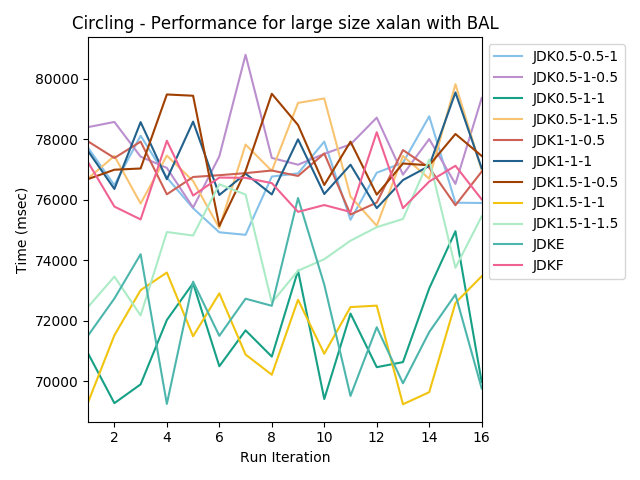 Circling - Performance for large size xalan with BAL
80000
78000
76000
74000
72000
70000
Time (msec)
2 4 6 8 10 12 14 16
Run Iteration
JDK0.5-0.5-1
JDK0.5-1-0.5
JDK0.5-1-1
JDK0.5-1-1.5
JDK1-1-0.5
JDK1-1-1
JDK1.5-1-0.5
JDK1.5-1-1
JDK1.5-1-1.5
JDKE
JDKF